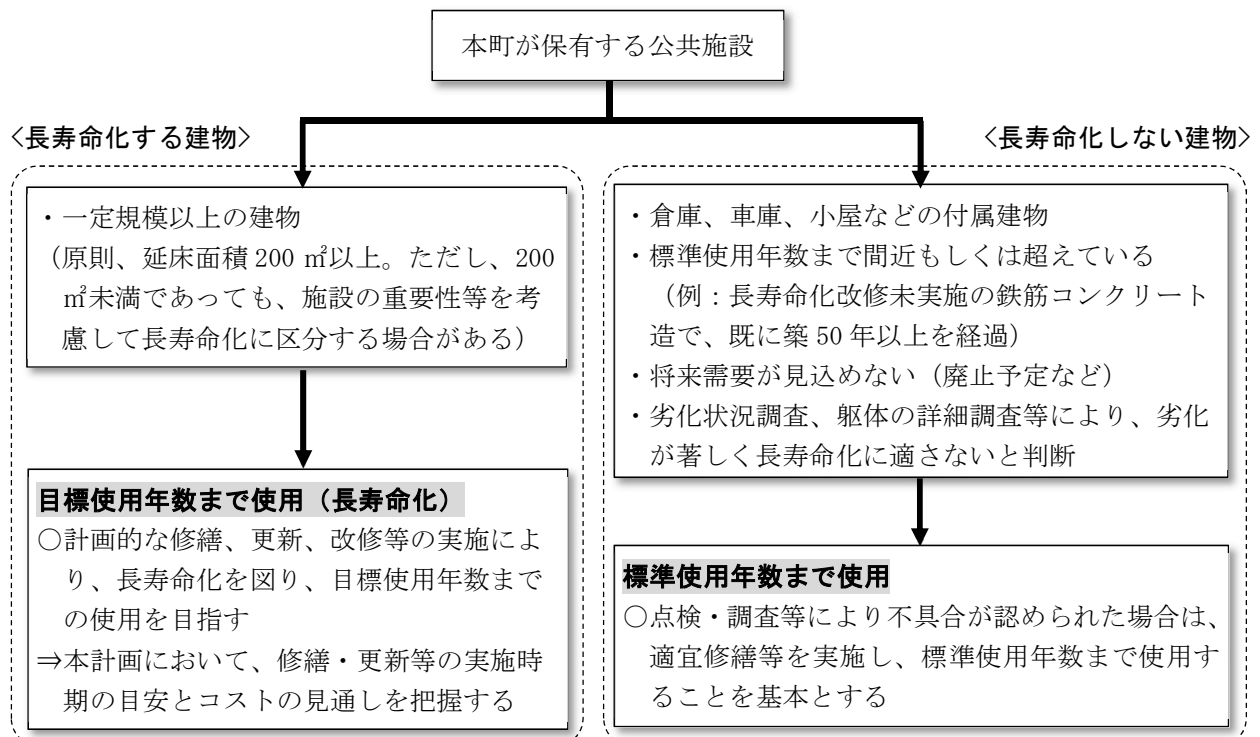 本町が保有する公共施設
〈長寿命化する建物〉
・一定規模以上の建物
(原則、延床面積 200 ㎡以上。ただし、200
㎡未満であっても、施設の重要性等を考
慮して長寿命化に区分する場合がある)
目標使用年数まで使用（長寿命化）
○計画的な修繕、更新、改修等の実施によ
り、長寿命化を図り、目標使用年数まで
の使用を目指す
⇒本計画において、修繕・更新等の実施時
期の目安とコストの見通しを把握する
〈長寿命化しない建物〉
・倉庫、車庫、小屋などの付属建物
・標準使用年数まで間近もしくは超えている
（例：長寿命化改修未実施の鉄筋コンクリート
造で、既に築 50 年以上を経過）
・将来需要が見込めない（廃止予定など）
・劣化状況調査、躯体の詳細調査等により、劣化
が著しく長寿命化に適さないと判断
標準使用年数まで使用
○点検・調査等により不具合が認められた場合は、
適宜修繕等を実施し、標準使用年数まで使用す
ることを基本とする